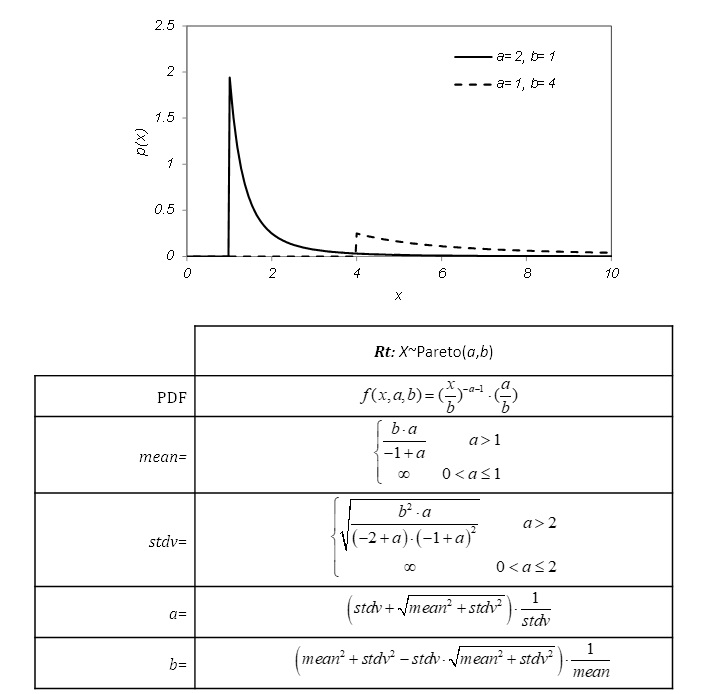 2.5
2
1.5
1
0.5
0
p(x)
a= 2, b= 1
a= 1, b= 4
0 2 4 6 8 10
x
Rt: X~Pareto(a,b)
PDF f(x,a,b) = (x/b)^(-a-1) · (a/b)
mean= { b·a/(-1+a) a>1
∞ 0<a≤1
stdv= { √(b²·a/((-2+a)·(-1+a)²)) a>2
∞ 0<a≤2
a= (stdv+√(mean²+stdv²))·1/stdv
b= (mean²+stdv²−stdv·√(mean²+stdv²))·1/mean